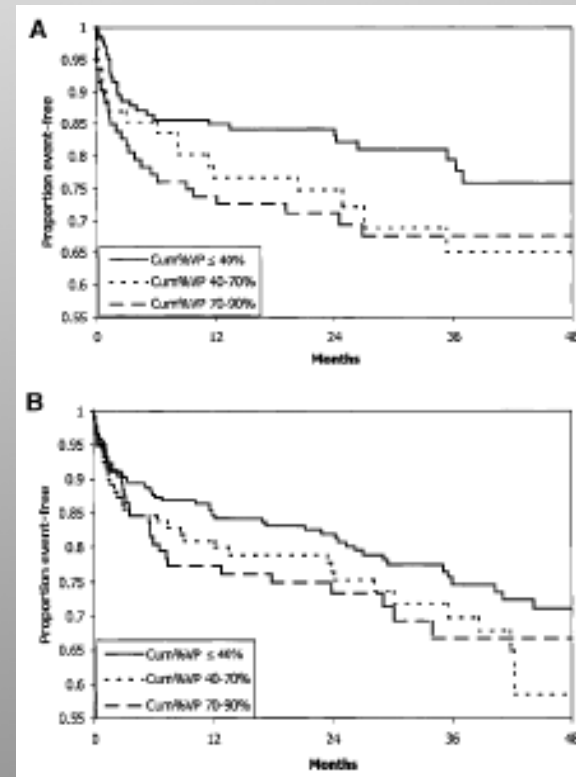 A
Proportion event-free
1
0.95
0.9
0.85
0.8
0.75
0.7
0.65
0.6
0.55
Cum%VP ≤ 40%
Cum%VP 40-70%
Cum%VP 70-90%
0 12 24 36 48
Months
B
Proportion event-free
1
0.95
0.9
0.85
0.8
0.75
0.7
0.65
0.6
0.55
Cum%VP ≤ 40%
Cum%VP 40-70%
Cum%VP 70-90%
0 12 24 36 48
Months